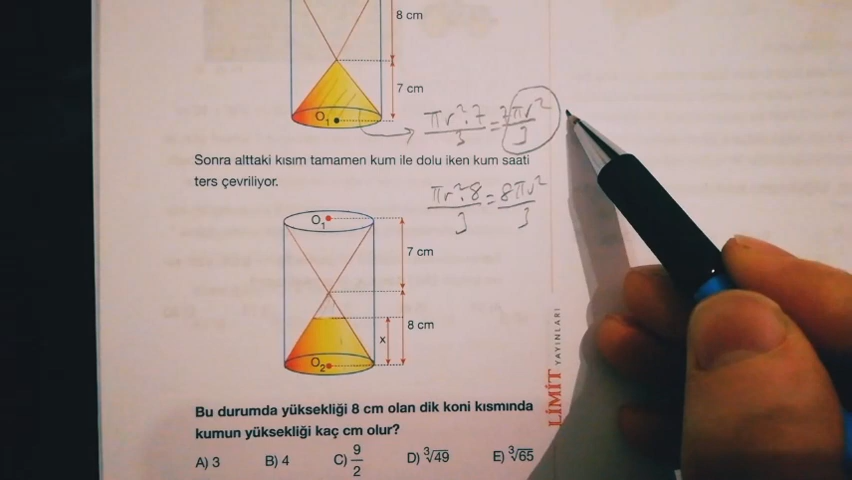 8 cm
7 cm
O₁
πr².7/3 = 7πr²/3
Sonra alttaki kısım tamamen kum ile dolu iken kum saati
ters çevriliyor.
πr².8/3 = 8πr²/3
O₁
7 cm
8 cm
x
O₂
LİMİT YAYINLARI
Bu durumda yüksekliği 8 cm olan dik koni kısmında
kumun yüksekliği kaç cm olur?
A) 3 B) 4 C) 9/2 D) ³√49 E) ³√65